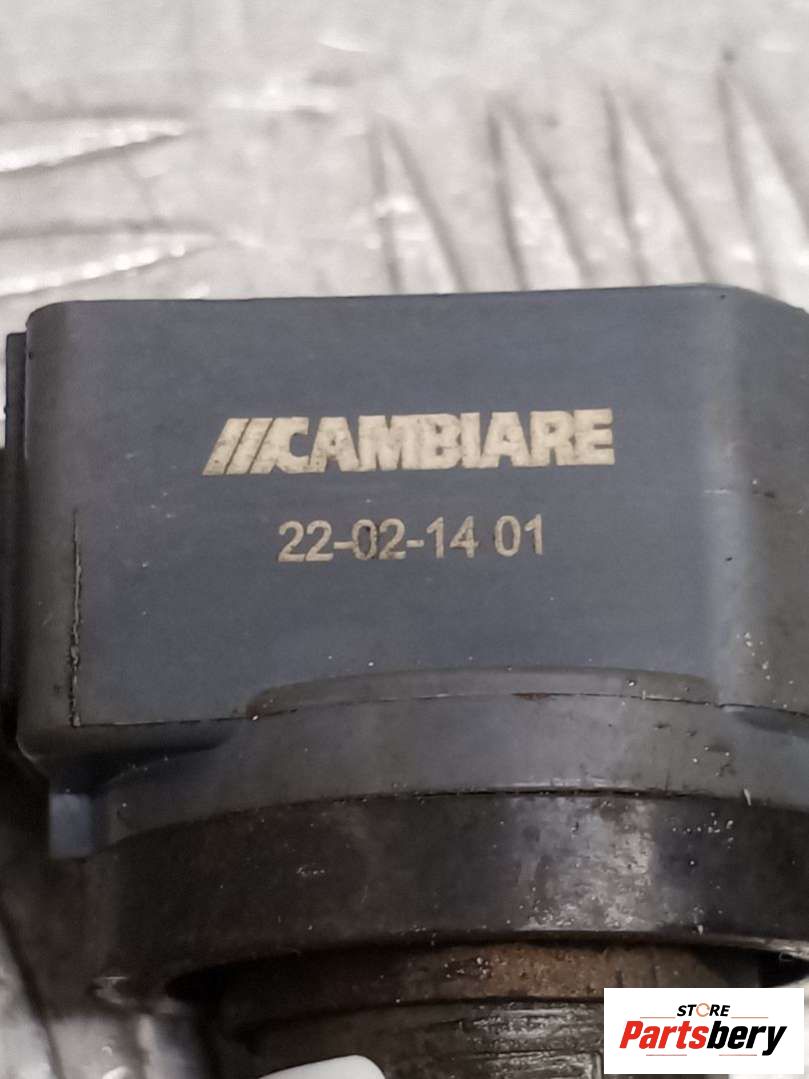 CAMBIARE
22-02-14 01
STORE
Partsbery